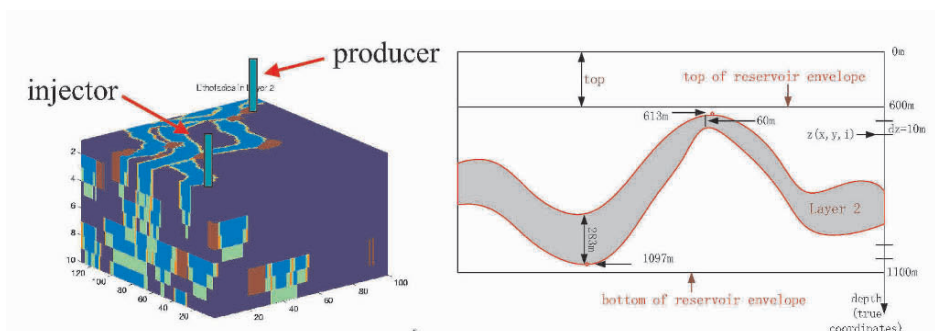 producer
injector
Lithofacies in Layer 2
2
4
6
8
10
120
100
80
60
40
20
20
40
60
80
100
0m
top
top of reservoir envelope
600m
613m
60m
dz=10m
z(x, y, i)
Layer 2
283m
1097m
1100m
bottom of reservoir envelope
depth
(true
coordinates)